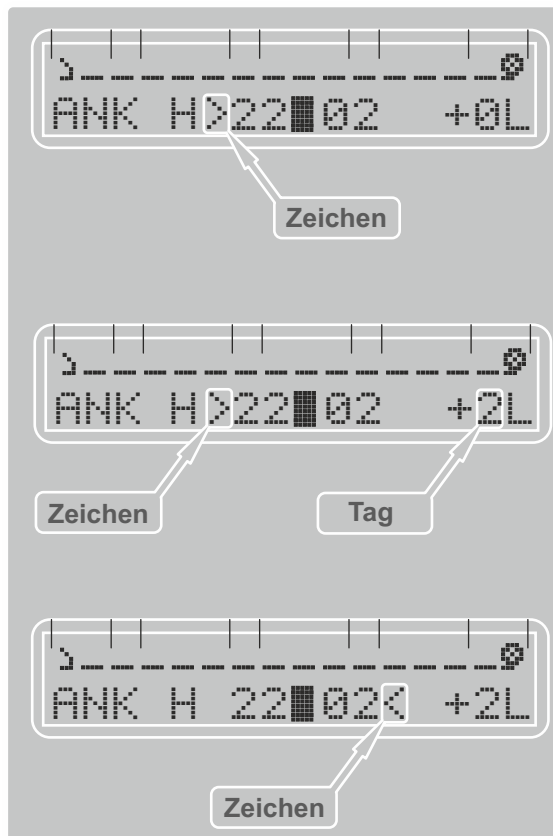 ANK H>22█02 +0L
Zeichen
ANK H>22█02 +2L
Zeichen Tag
ANK H 22█02< +2L
Zeichen